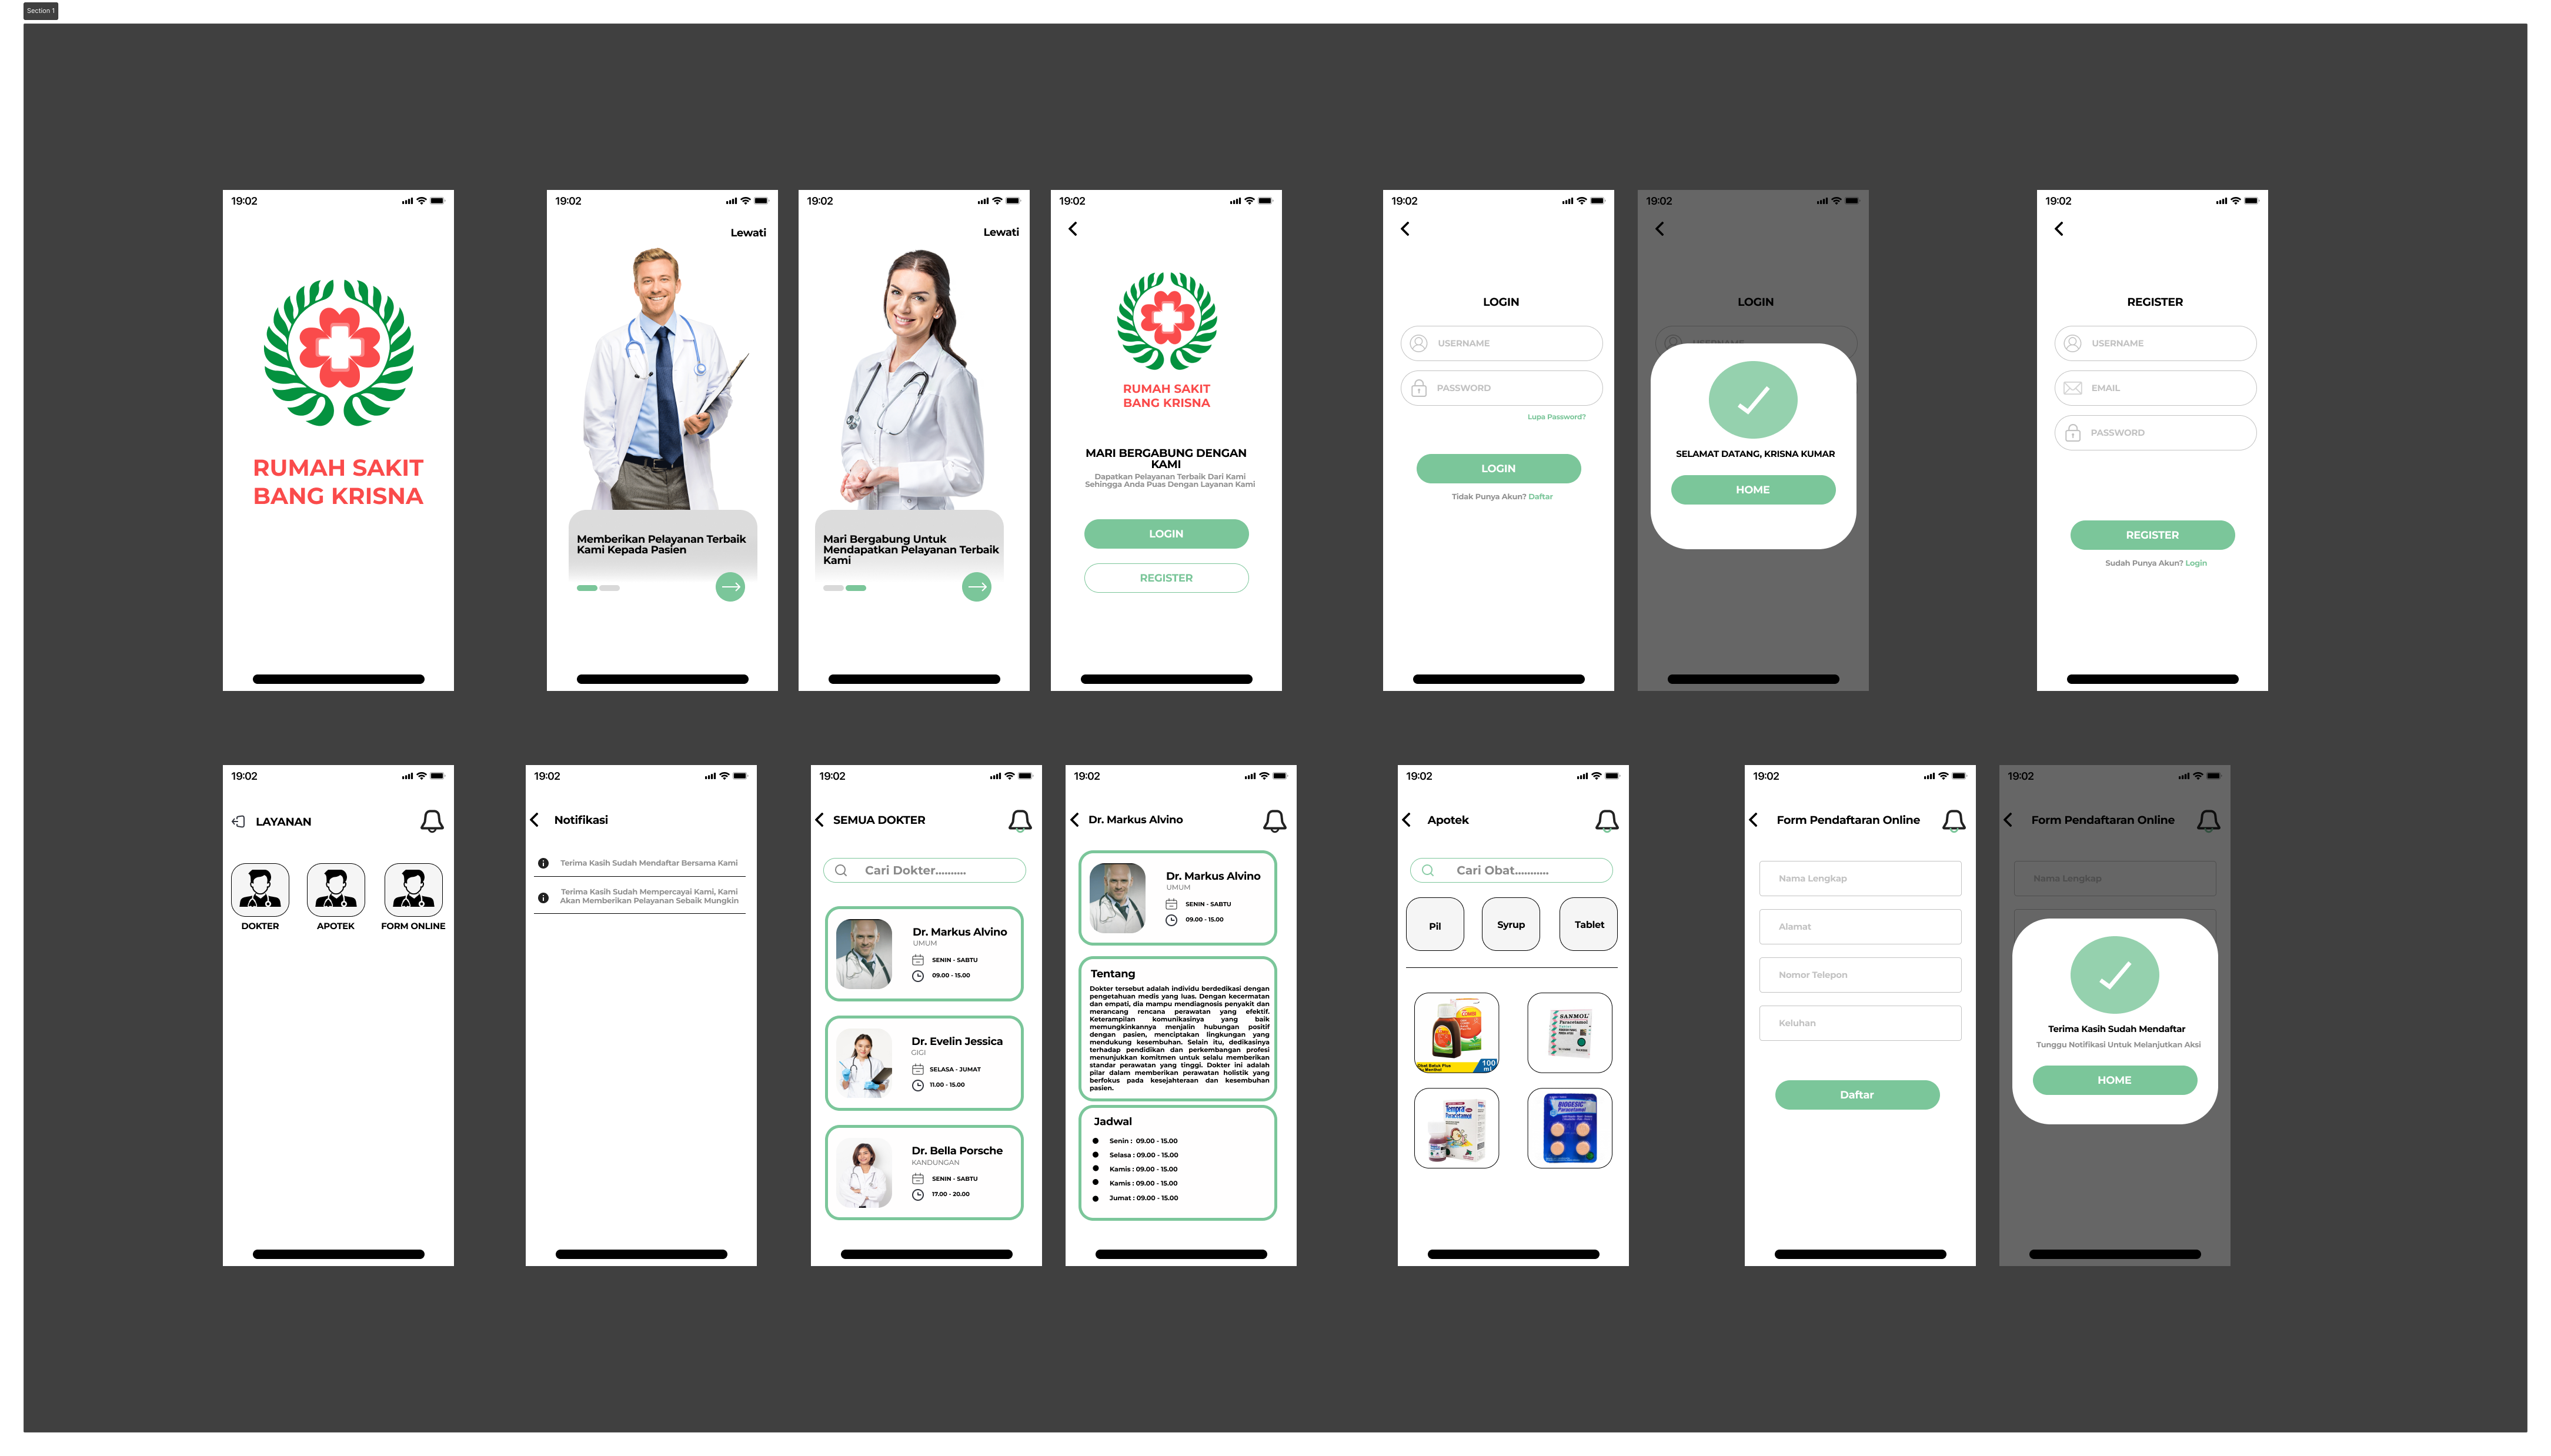 Section 1
19:02
RUMAH SAKIT
BANG KRISNA
19:02
Lewati
Memberikan Pelayanan Terbaik
Kami Kepada Pasien
19:02
Lewati
Mari Bergabung Untuk
Mendapatkan Pelayanan Terbaik
Kami
19:02
RUMAH SAKIT
BANG KRISNA
MARI BERGABUNG DENGAN
KAMI
Dapatkan Pelayanan Terbaik Dari Kami
Sehingga Anda Puas Dengan Layanan Kami
LOGIN
REGISTER
19:02
LOGIN
USERNAME
PASSWORD
Lupa Password?
LOGIN
Tidak Punya Akun? Daftar
19:02
LOGIN
USERNAME
SELAMAT DATANG, KRISNA KUMAR
HOME
19:02
REGISTER
USERNAME
EMAIL
PASSWORD
REGISTER
Sudah Punya Akun? Login
19:02
LAYANAN
DOKTER
APOTEK
FORM ONLINE
19:02
Notifikasi
Terima Kasih Sudah Mendaftar Bersama Kami
Terima Kasih Sudah Mempercayai Kami, Kami
Akan Memberikan Pelayanan Sebaik Mungkin
19:02
SEMUA DOKTER
Cari Dokter..........
Dr. Markus Alvino
UMUM
SENIN - SABTU
09.00 - 15.00
Dr. Evelin Jessica
GIGI
SELASA - JUMAT
11.00 - 15.00
Dr. Bella Porsche
KANDUNGAN
SENIN - SABTU
17.00 - 20.00
19:02
Dr. Markus Alvino
Dr. Markus Alvino
UMUM
SENIN - SABTU
09.00 - 15.00
Tentang
Dokter tersebut adalah individu berdedikasi dengan
pengetahuan medis yang luas. Dengan kecermatan
dan empati, dia mampu mendiagnosis penyakit dan
merancang rencana perawatan yang efektif.
Keterampilan komunikasinya yang baik
memungkinkannya menjalin hubungan positif
dengan pasien, menciptakan lingkungan yang
mendukung kesembuhan. Selain itu, dedikasinya
terhadap pendidikan dan perkembangan profesi
menunjukkan komitmen untuk selalu memberikan
standar perawatan yang tinggi. Dokter ini adalah
pilar dalam memberikan perawatan holistik yang
berfokus pada kesejahteraan dan kesembuhan
pasien.
Jadwal
Senin : 09.00 - 15.00
Selasa : 09.00 - 15.00
Kamis : 09.00 - 15.00
Kamis : 09.00 - 15.00
Jumat : 09.00 - 15.00
19:02
Apotek
Cari Obat...........
Pil
Syrup
Tablet
COMBI
Obat Batuk Plus
Menthol
100
ml
SANMOL
Paracetamol
Tempra
Paracetamol
BIOGESIC
Paracetamol
19:02
Form Pendaftaran Online
Nama Lengkap
Alamat
Nomor Telepon
Keluhan
Daftar
19:02
Form Pendaftaran Online
Nama Lengkap
Terima Kasih Sudah Mendaftar
Tunggu Notifikasi Untuk Melanjutkan Aksi
HOME